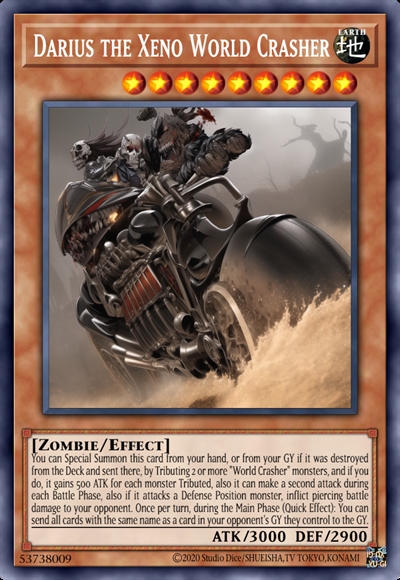 DARIUS THE XENO WORLD CRASHER
EARTH
地
[ZOMBIE/EFFECT]
You can Special Summon this card from your hand, or from your GY if it was destroyed
from the Deck and sent there, by Tributing 2 or more "World Crasher" monsters, and if you
do, it gains 500 ATK for each monster Tributed, also it can make a second attack during
each Battle Phase, also if it attacks a Defense Position monster, inflict piercing battle
damage to your opponent. Once per turn, during the Main Phase (Quick Effect): You can
send all cards with the same name as a card in your opponent's GY they control to the GY.
ATK/3000 DEF/2900
53738009
©2020 Studio Dice/SHUEISHA,TV TOKYO,KONAMI